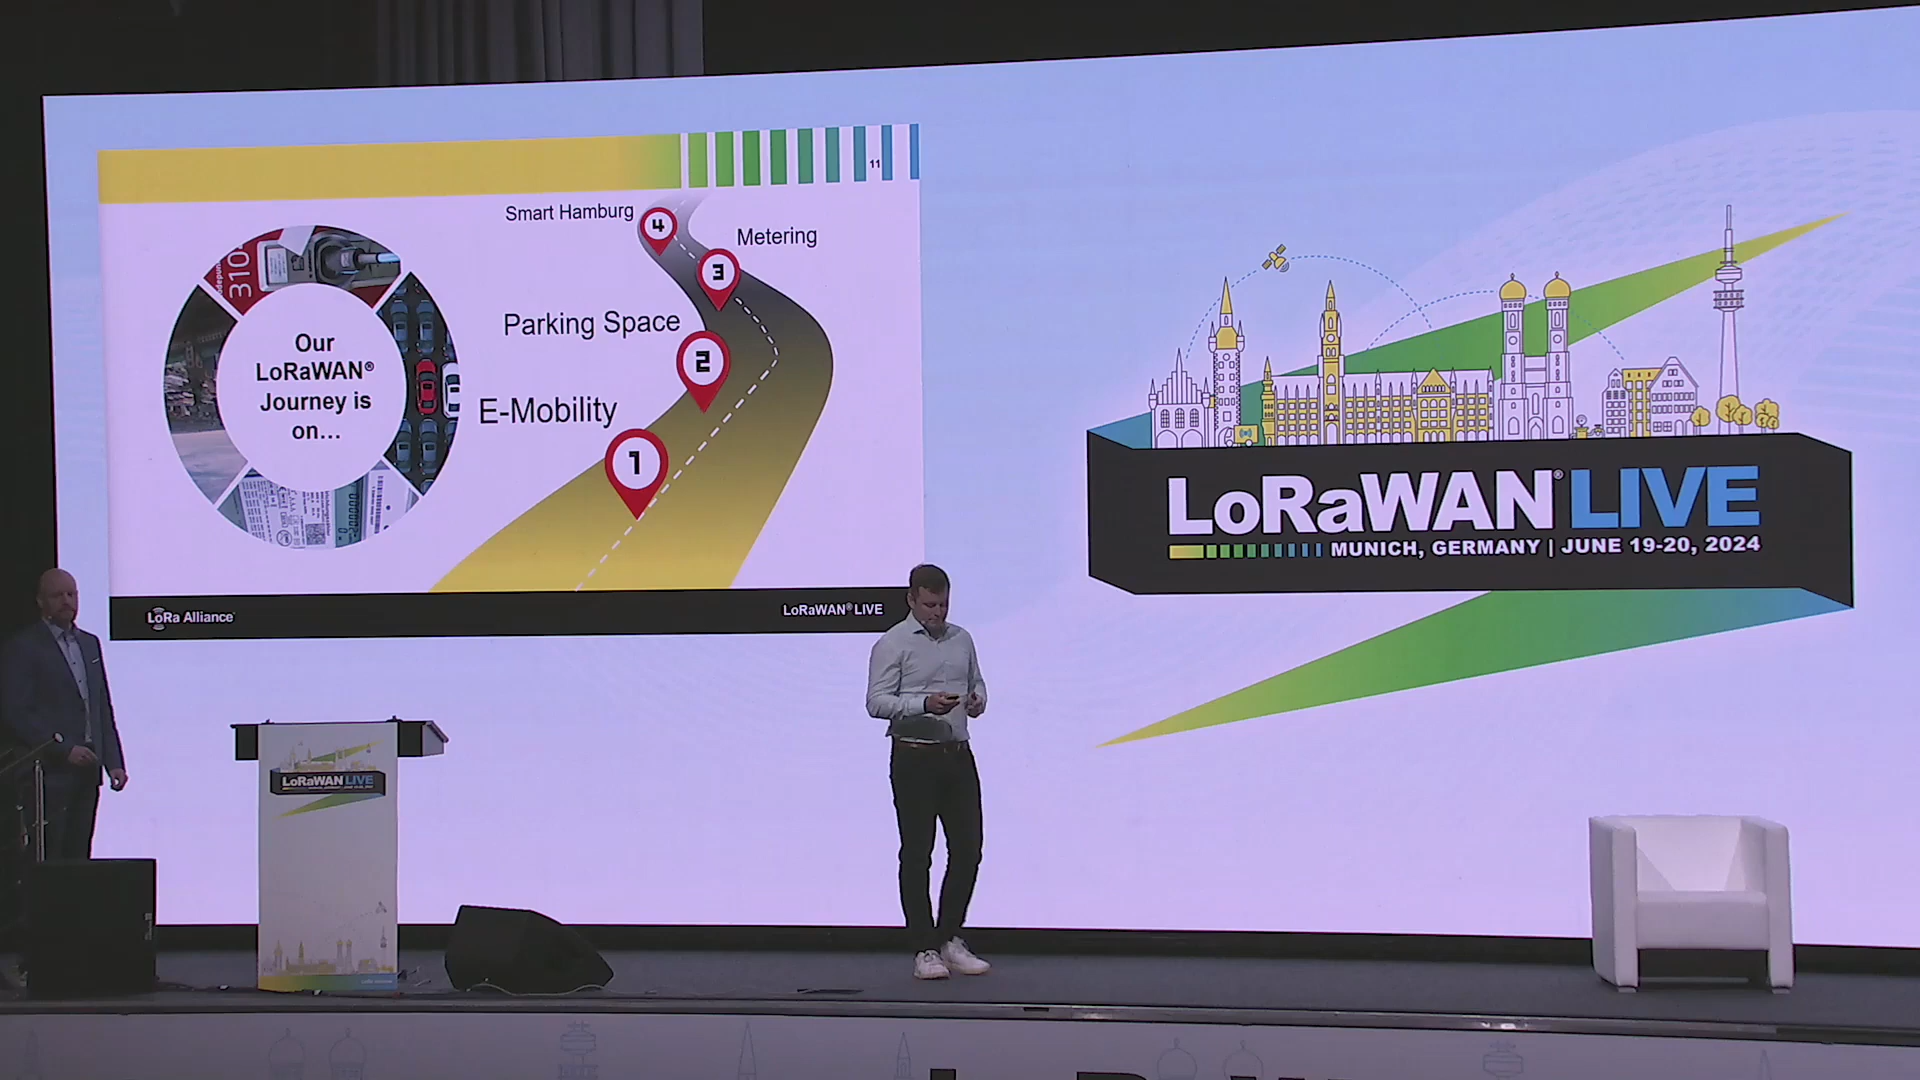 11
Smart Hamburg
4
Metering
3
Parking Space
2
E-Mobility
1
310
Our
LoRaWAN®
Journey is
on...
LoRa Alliance
LoRaWAN® LIVE
LoRaWAN® LIVE
MUNICH, GERMANY | JUNE 19-20, 2024
LoRaWAN LIVE